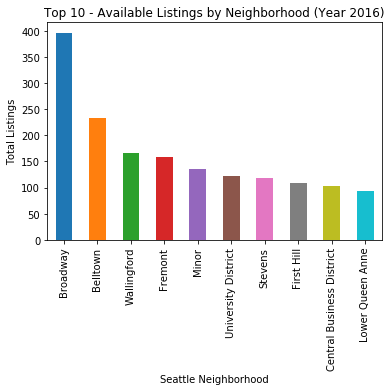 Top 10 - Available Listings by Neighborhood (Year 2016)
Total Listings
400
350
300
250
200
150
100
50
0
Broadway
Belltown
Wallingford
Fremont
Minor
University District
Stevens
First Hill
Central Business District
Lower Queen Anne
Seattle Neighborhood